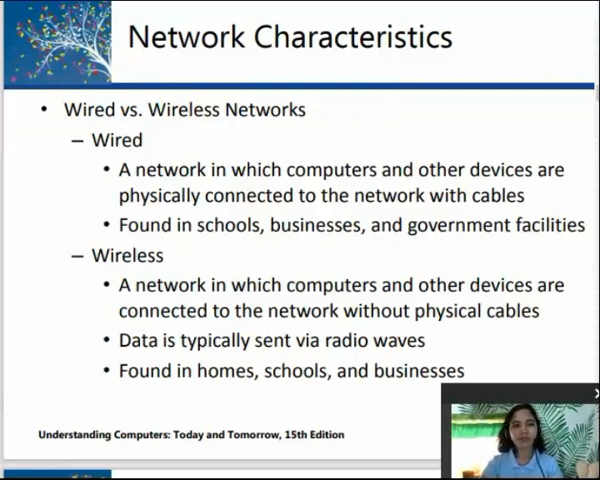 Network Characteristics
• Wired vs. Wireless Networks
– Wired
• A network in which computers and other devices are
physically connected to the network with cables
• Found in schools, businesses, and government facilities
– Wireless
• A network in which computers and other devices are
connected to the network without physical cables
• Data is typically sent via radio waves
• Found in homes, schools, and businesses
Understanding Computers: Today and Tomorrow, 15th Edition